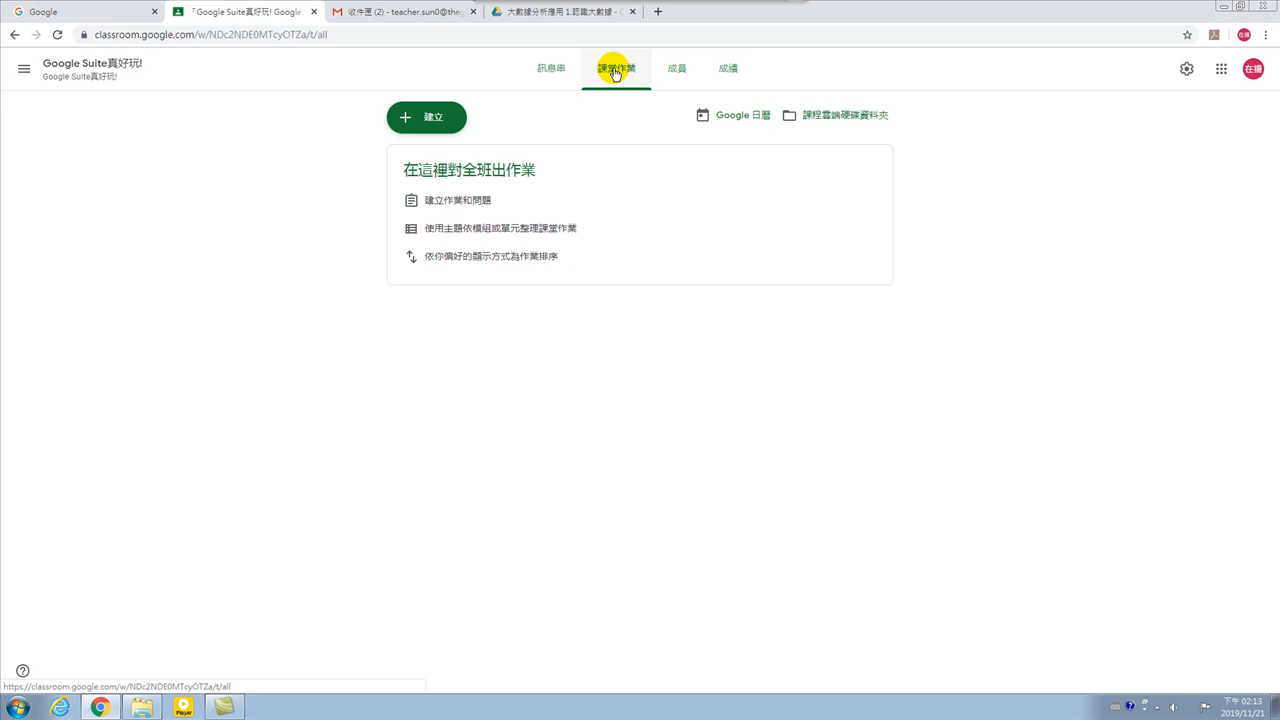 Google
「Google Suite真好玩! Google
收件匣 (2) - teacher.sun0@the
大數據分析應用 1.認識大數據 - G
classroom.google.com/w/NDc2NDE0MTcyOTZa/t/all
在揚
Google Suite真好玩!
Google Suite真好玩!
訊息串
課堂作業
成員
成績
在揚
建立
Google 日曆
課程雲端硬碟資料夾
在這裡對全班出作業
建立作業和問題
使用主題依模組或單元整理課堂作業
依你偏好的顯示方式為作業排序
https://classroom.google.com/w/NDc2NDE0MTcyOTZa/t/all
Player
下午 02:13
2019/11/21